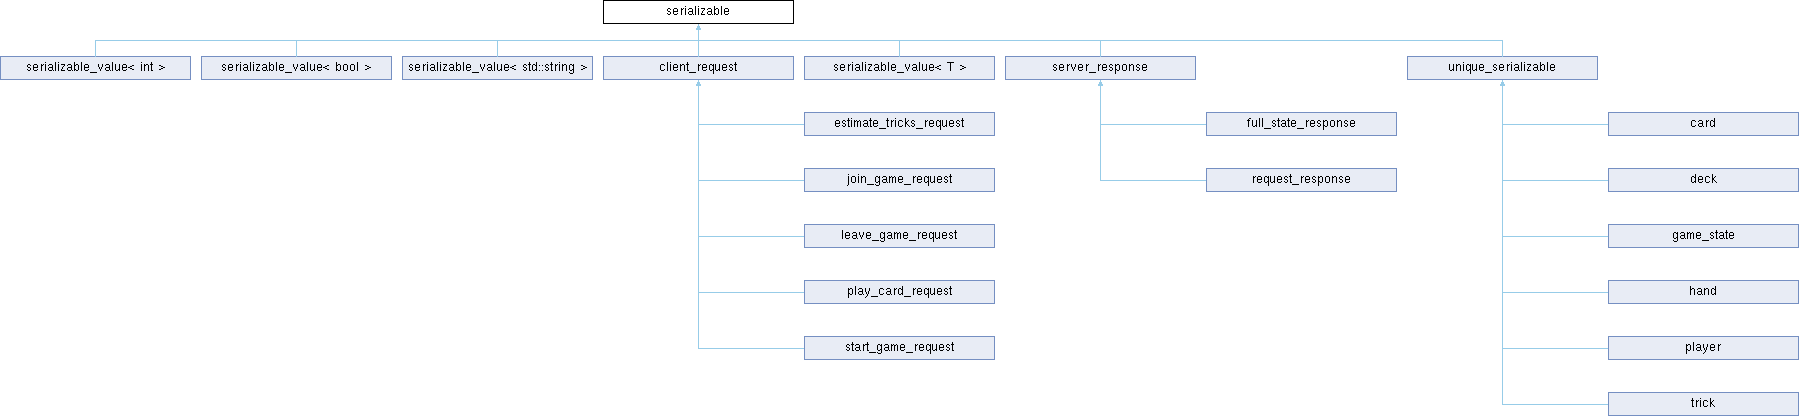 serializable
serializable_value< int >
serializable_value< bool >
serializable_value< std::string >
client_request
serializable_value< T >
server_response
unique_serializable
estimate_tricks_request
full_state_response
card
join_game_request
request_response
deck
leave_game_request
game_state
play_card_request
hand
start_game_request
player
trick